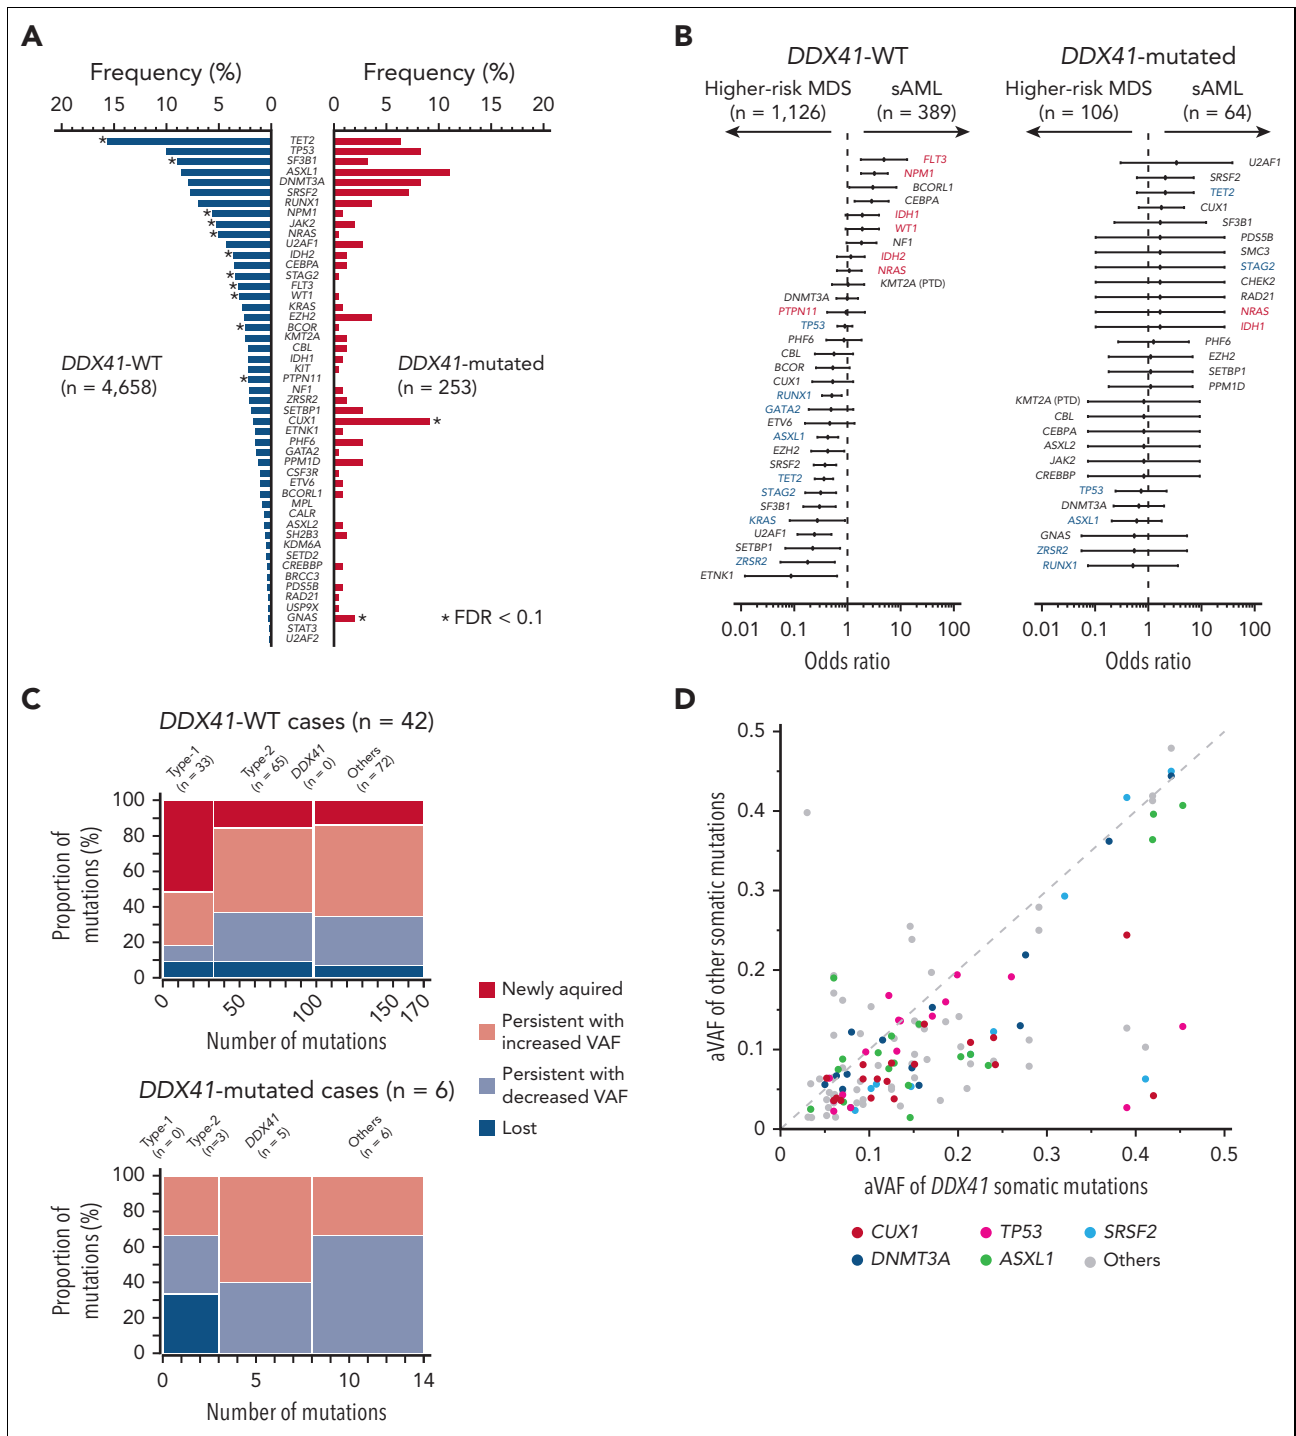 A
Frequency (%)
Frequency (%)
20 15 10 5 0
0 5 10 15 20
TET2
TP53
SF3B1
ASXL1
DNMT3A
SRSF2
RUNX1
NPM1
JAK2
NRAS
U2AF1
IDH2
CEBPA
STAG2
FLT3
WT1
KRAS
EZH2
BCOR
KMT2A
CBL
IDH1
KIT
PTPN11
NF1
ZRSR2
SETBP1
CUX1
ETNK1
PHF6
GATA2
PPM1D
CSF3R
ETV6
BCORL1
MPL
CALR
ASXL2
SH2B3
KDM6A
SETD2
CREBBP
BRCC3
PDS5B
RAD21
USP9X
GNAS
STAT3
U2AF2
DDX41-WT
(n = 4,658)
DDX41-mutated
(n = 253)
* FDR < 0.1
B
DDX41-WT
Higher-risk MDS
(n = 1,126)
sAML
(n = 389)
FLT3
NPM1
BCORL1
CEBPA
IDH1
WT1
NF1
IDH2
NRAS
KMT2A (PTD)
DNMT3A
PTPN11
TP53
PHF6
CBL
BCOR
CUX1
RUNX1
GATA2
ETV6
ASXL1
EZH2
SRSF2
TET2
STAG2
SF3B1
KRAS
U2AF1
SETBP1
ZRSR2
ETNK1
0.01 0.1 1 10 100
Odds ratio
DDX41-mutated
Higher-risk MDS
(n = 106)
sAML
(n = 64)
U2AF1
SRSF2
TET2
CUX1
SF3B1
PDS5B
SMC3
STAG2
CHEK2
RAD21
NRAS
IDH1
PHF6
EZH2
SETBP1
PPM1D
KMT2A (PTD)
CBL
CEBPA
ASXL2
JAK2
CREBBP
TP53
DNMT3A
ASXL1
GNAS
ZRSR2
RUNX1
0.01 0.1 1 10 100
Odds ratio
C
DDX41-WT cases (n = 42)
Type-1
(n = 33)
Type-2
(n = 65)
DDX41
(n = 0)
Others
(n = 72)
Proportion of
mutations (%)
100
80
60
40
20
0
0 50 100 150 170
Number of mutations
DDX41-mutated cases (n = 6)
Type-1
(n = 0)
Type-2
(n=3)
DDX41
(n = 5)
Others
(n = 6)
Proportion of
mutations (%)
100
80
60
40
20
0
0 5 10 14
Number of mutations
Newly aquired
Persistent with
increased VAF
Persistent with
decreased VAF
Lost
D
aVAF of other somatic mutations
0.5
0.4
0.3
0.2
0.1
0
0 0.1 0.2 0.3 0.4 0.5
aVAF of DDX41 somatic mutations
CUX1 TP53 SRSF2
DNMT3A ASXL1 Others